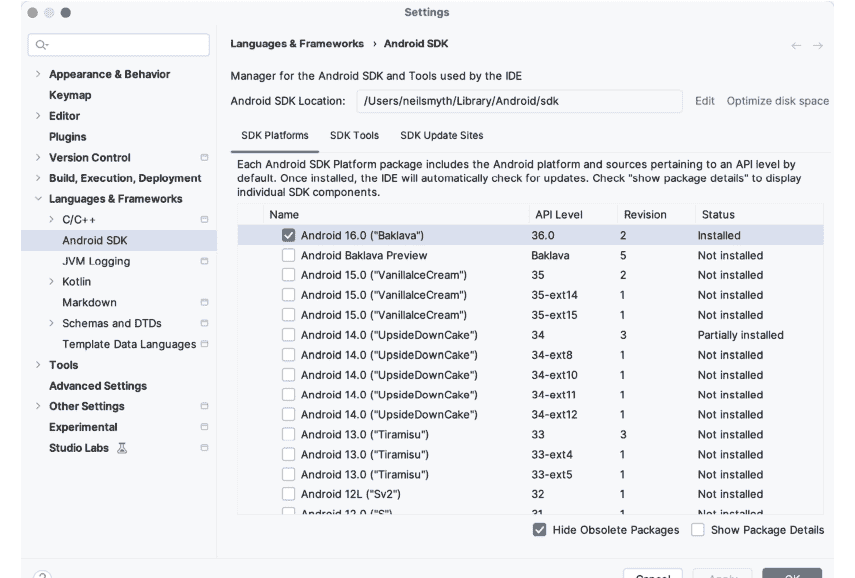 Settings
Languages & Frameworks › Android SDK
Appearance & Behavior
Keymap
Editor
Plugins
Version Control
Build, Execution, Deployment
Languages & Frameworks
C/C++
Android SDK
JVM Logging
Kotlin
Markdown
Schemas and DTDs
Template Data Languages
Tools
Advanced Settings
Other Settings
Experimental
Studio Labs
Manager for the Android SDK and Tools used by the IDE
Android SDK Location: /Users/neilsmyth/Library/Android/sdk Edit Optimize disk space
SDK Platforms SDK Tools SDK Update Sites
Each Android SDK Platform package includes the Android platform and sources pertaining to an API level by
default. Once installed, the IDE will automatically check for updates. Check "show package details" to display
individual SDK components.
Name API Level Revision Status
Android 16.0 ("Baklava") 36.0 2 Installed
Android Baklava Preview Baklava 5 Not installed
Android 15.0 ("VanillaIceCream") 35 2 Not installed
Android 15.0 ("VanillaIceCream") 35-ext14 1 Not installed
Android 15.0 ("VanillaIceCream") 35-ext15 1 Not installed
Android 14.0 ("UpsideDownCake") 34 3 Partially installed
Android 14.0 ("UpsideDownCake") 34-ext8 1 Not installed
Android 14.0 ("UpsideDownCake") 34-ext10 1 Not installed
Android 14.0 ("UpsideDownCake") 34-ext11 1 Not installed
Android 14.0 ("UpsideDownCake") 34-ext12 1 Not installed
Android 13.0 ("Tiramisu") 33 3 Not installed
Android 13.0 ("Tiramisu") 33-ext4 1 Not installed
Android 13.0 ("Tiramisu") 33-ext5 1 Not installed
Android 12L ("Sv2") 32 1 Not installed
Android 12.0 ("S") 31 1 Not installed
Hide Obsolete Packages Show Package Details
? Cancel Apply OK